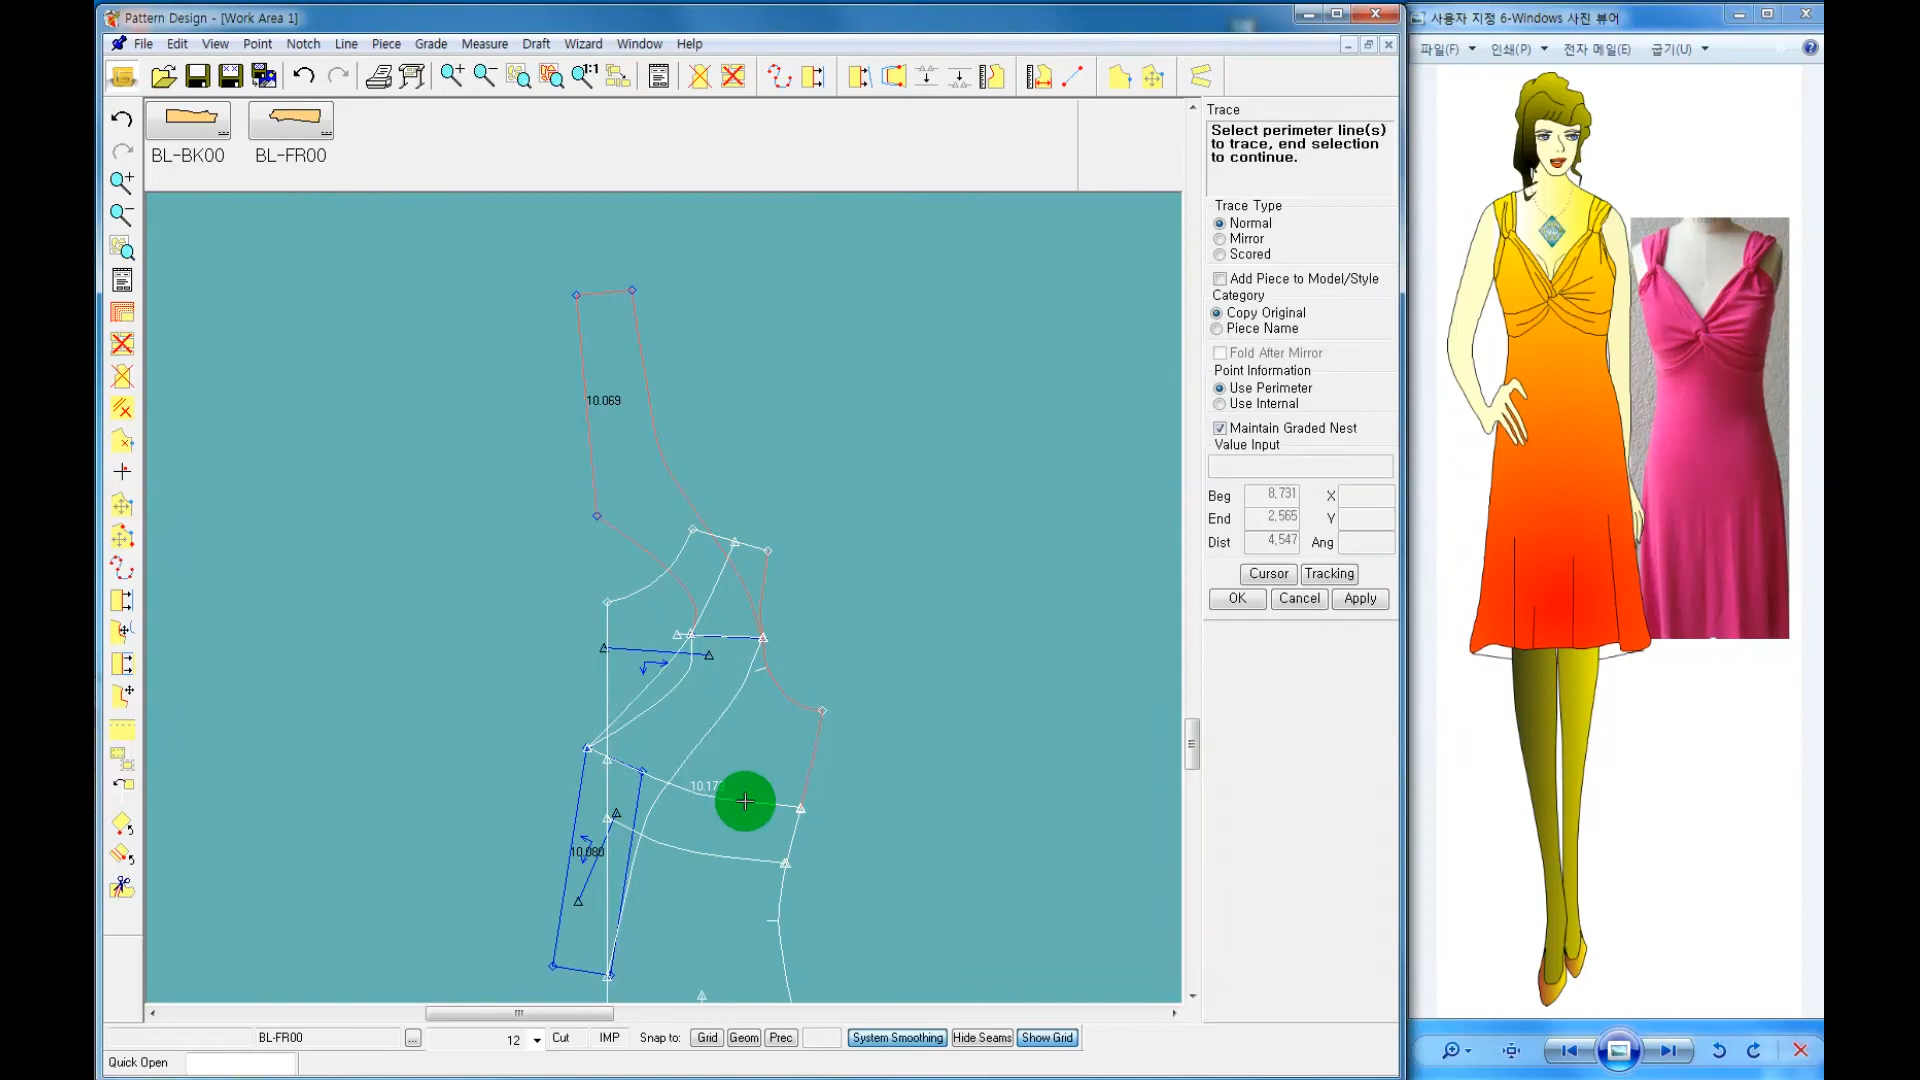 Pattern Design - [Work Area 1]
File Edit View Point Notch Line Piece Grade Measure Draft Wizard Window Help
1:1
BL-BK00
BL-FR00
10.069
10.080
Trace
Select perimeter line(s)
to trace, end selection
to continue.
Trace Type
Normal
Mirror
Scored
Add Piece to Model/Style
Category
Copy Original
Piece Name
Fold After Mirror
Point Information
Use Perimeter
Use Internal
Maintain Graded Nest
Value Input
Beg 8,731 X
End 2,565 Y
Dist 4,547 Ang
Cursor Tracking
OK Cancel Apply
BL-FR00 ... 12 Cut IMP Snap to: Grid Geom Prec System Smoothing Hide Seams Show Grid
Quick Open
사용자 지정 6-Windows 사진 뷰어
파일(F) 인쇄(P) 전자 메일(E) 굽기(U)